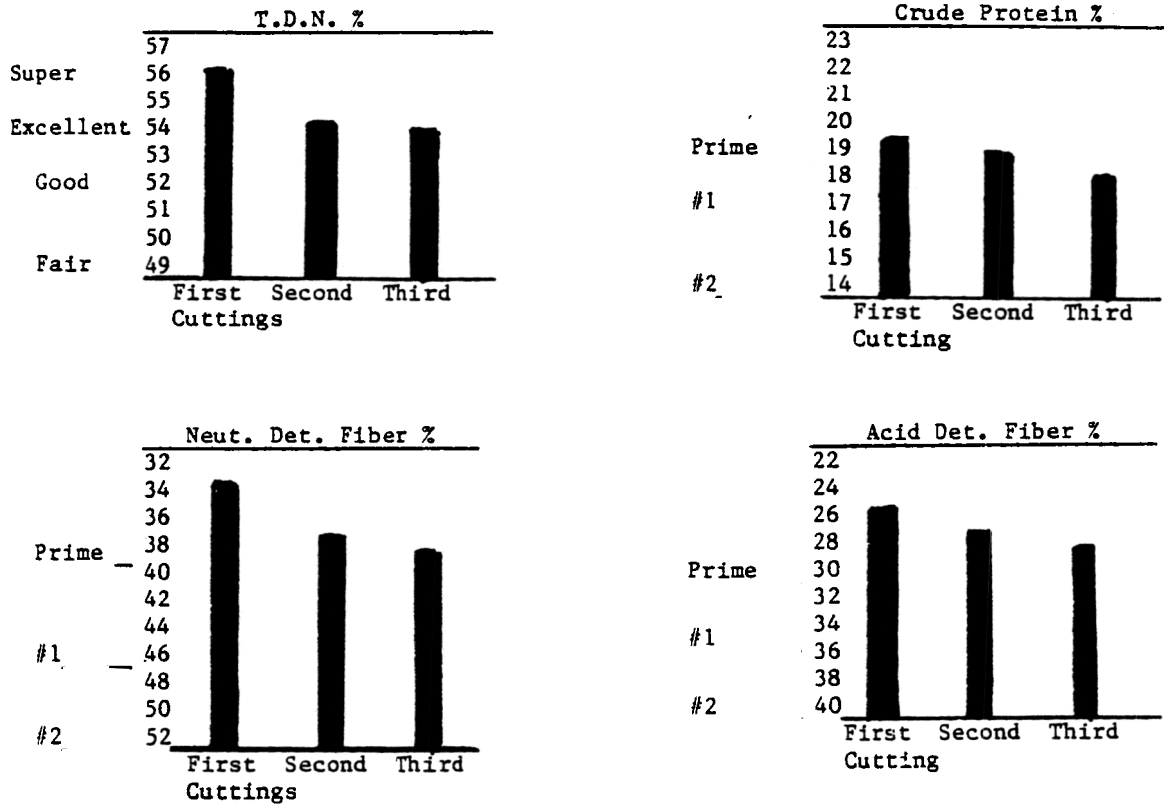 T.D.N. %
57
Super 56
55
Excellent 54
53
Good 52
51
50
Fair 49
First Second Third
Cuttings
Crude Protein %
23
22
21
20
Prime 19
18
#1 17
16
15
#2 14
First Second Third
Cutting
Neut. Det. Fiber %
32
34
36
Prime 38
40
42
44
#1 46
48
50
#2 52
First Second Third
Cuttings
Acid Det. Fiber %
22
24
26
28
Prime 30
32
#1 34
36
38
#2 40
First Second Third
Cutting